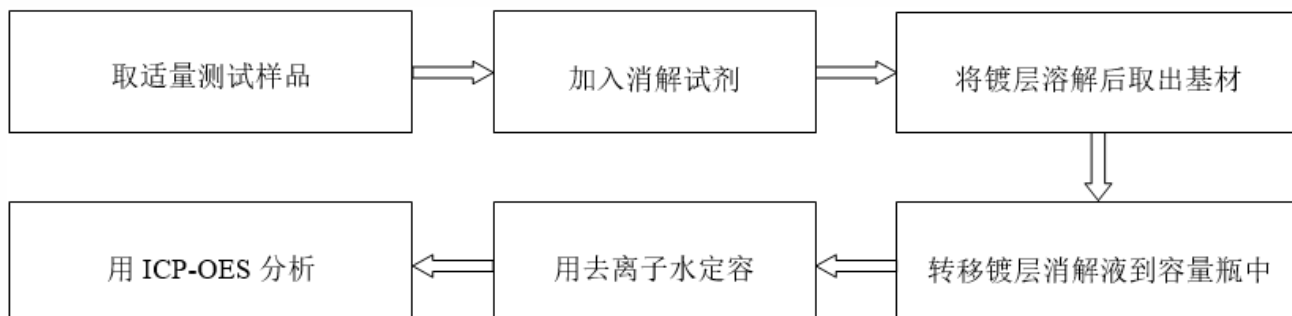 取适量测试样品
加入消解试剂
将镀层溶解后取出基材
转移镀层消解液到容量瓶中
用去离子水定容
用 ICP-OES 分析